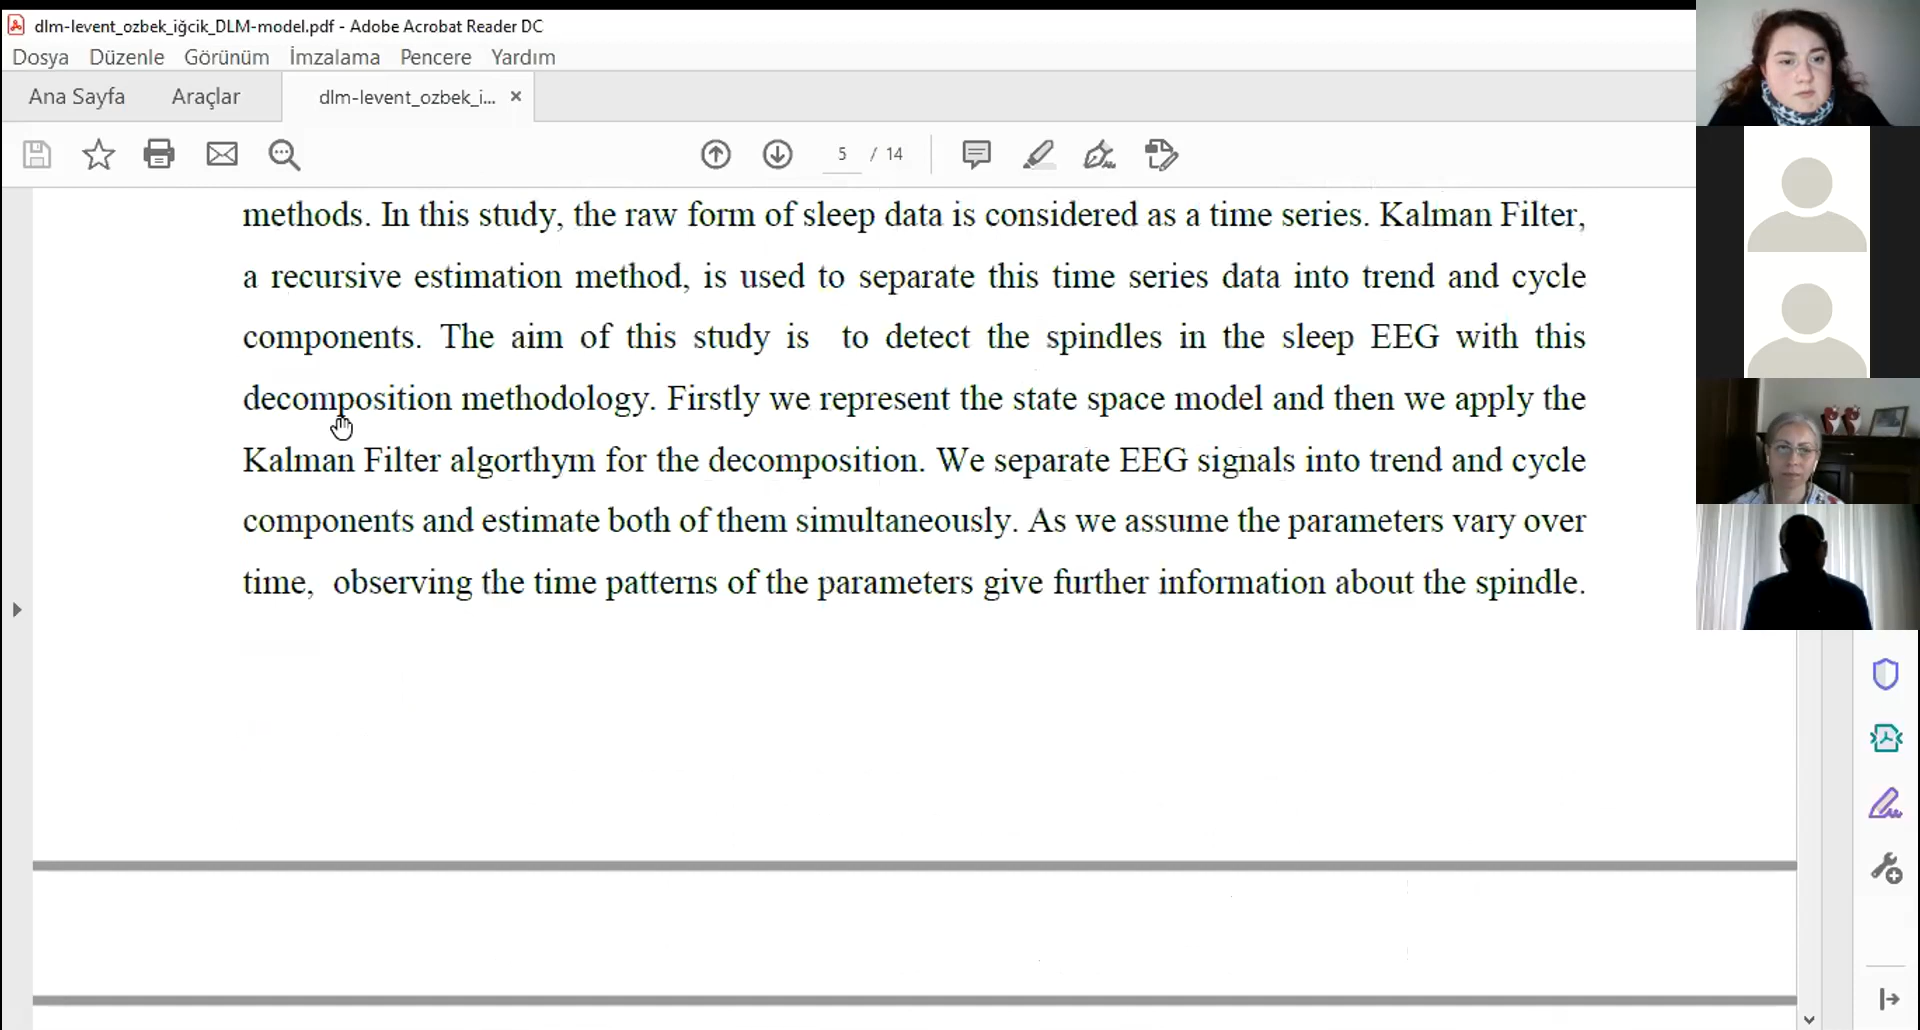 dlm-levent_ozbek_iğcik_DLM-model.pdf - Adobe Acrobat Reader DC
Dosya Düzenle Görünüm İmzalama Pencere Yardım
Ana Sayfa Araçlar dlm-levent_ozbek_i... ×
5 / 14
methods. In this study, the raw form of sleep data is considered as a time series. Kalman Filter,
a recursive estimation method, is used to separate this time series data into trend and cycle
components. The aim of this study is to detect the spindles in the sleep EEG with this
decomposition methodology. Firstly we represent the state space model and then we apply the
Kalman Filter algorthym for the decomposition. We separate EEG signals into trend and cycle
components and estimate both of them simultaneously. As we assume the parameters vary over
time, observing the time patterns of the parameters give further information about the spindle.